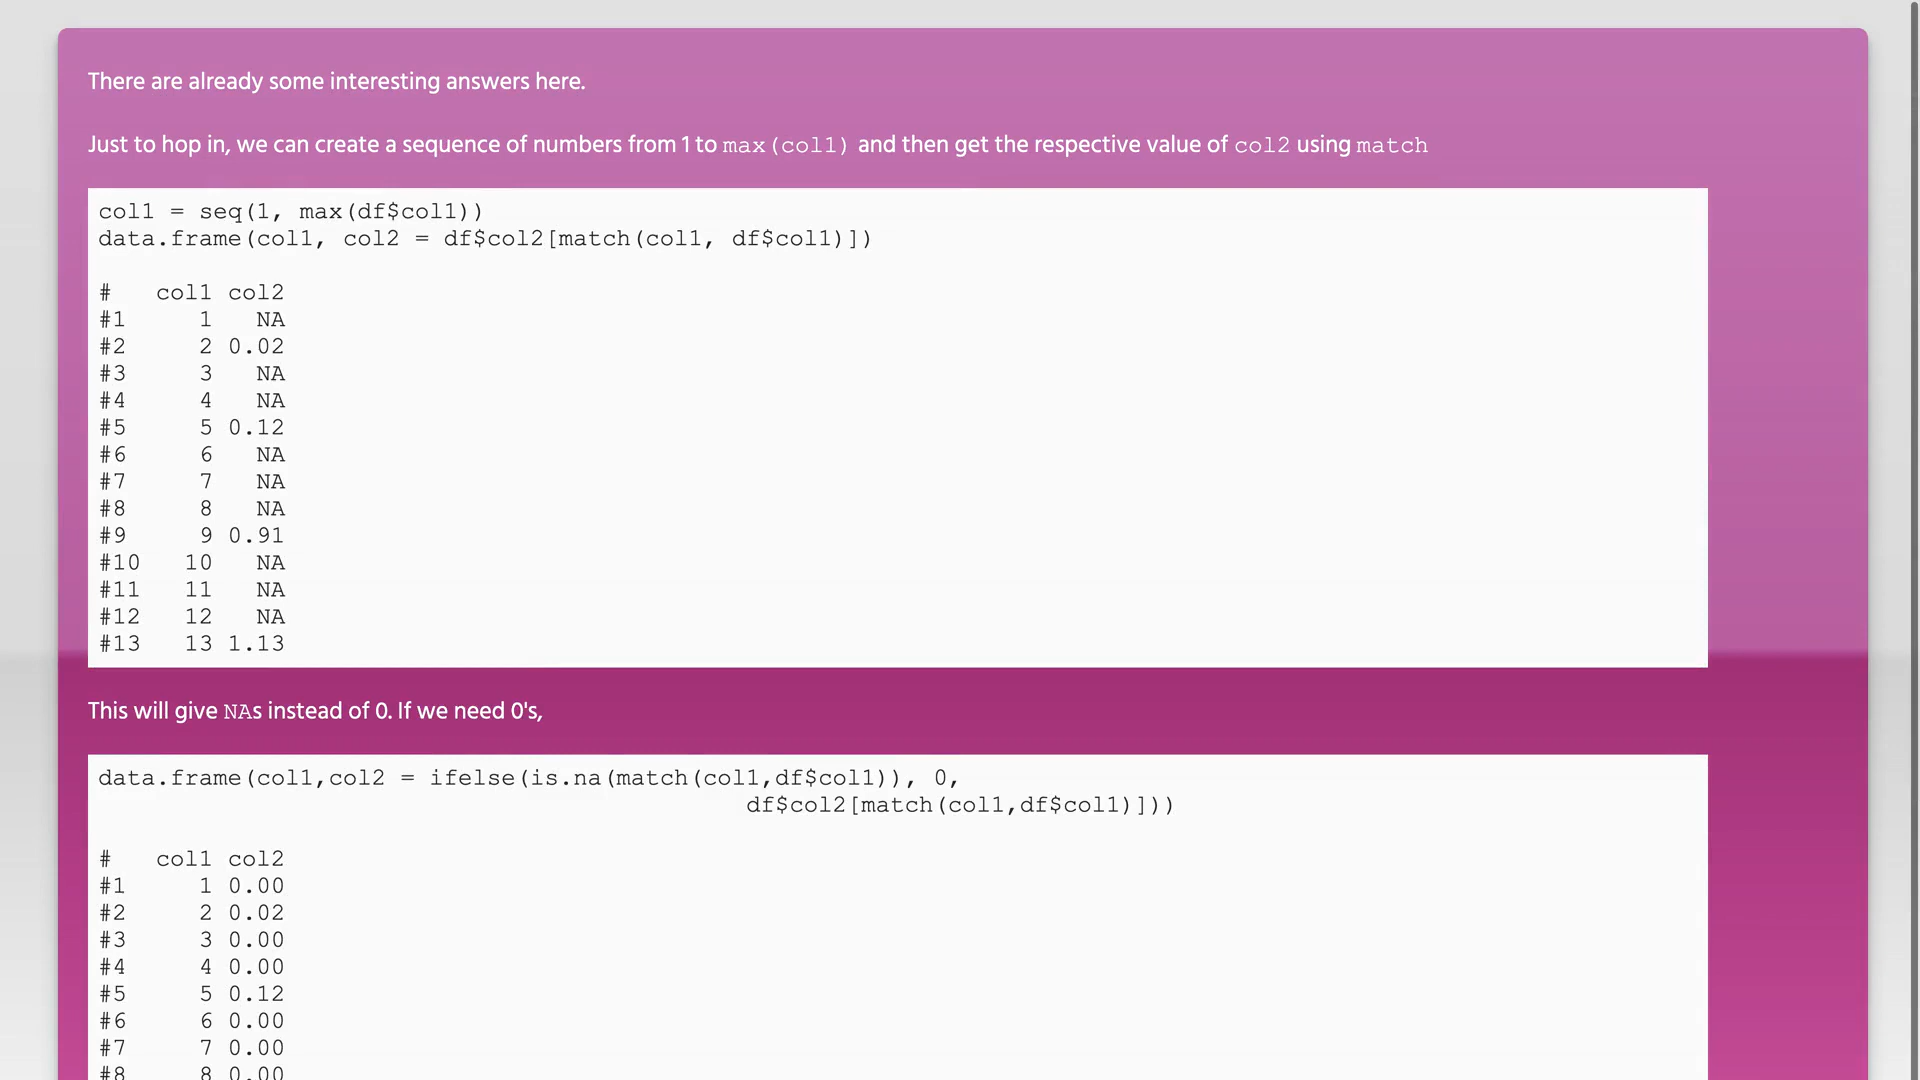 There are already some interesting answers here.
Just to hop in, we can create a sequence of numbers from 1 to max(col1) and then get the respective value of col2 using match
col1 = seq(1, max(df$col1))
data.frame(col1, col2 = df$col2[match(col1, df$col1)])
#   col1 col2
#1     1   NA
#2     2 0.02
#3     3   NA
#4     4   NA
#5     5 0.12
#6     6   NA
#7     7   NA
#8     8   NA
#9     9 0.91
#10   10   NA
#11   11   NA
#12   12   NA
#13   13 1.13
This will give NAs instead of 0. If we need 0's,
data.frame(col1,col2 = ifelse(is.na(match(col1,df$col1)), 0,
                                             df$col2[match(col1,df$col1)]))
#   col1 col2
#1     1 0.00
#2     2 0.02
#3     3 0.00
#4     4 0.00
#5     5 0.12
#6     6 0.00
#7     7 0.00
#8     8 0.00